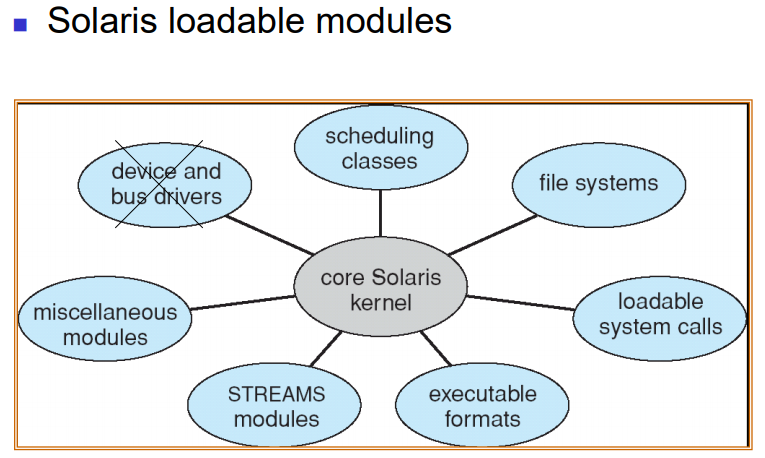 Solaris loadable modules
scheduling
classes
device and
bus drivers
file systems
core Solaris
kernel
miscellaneous
modules
loadable
system calls
STREAMS
modules
executable
formats